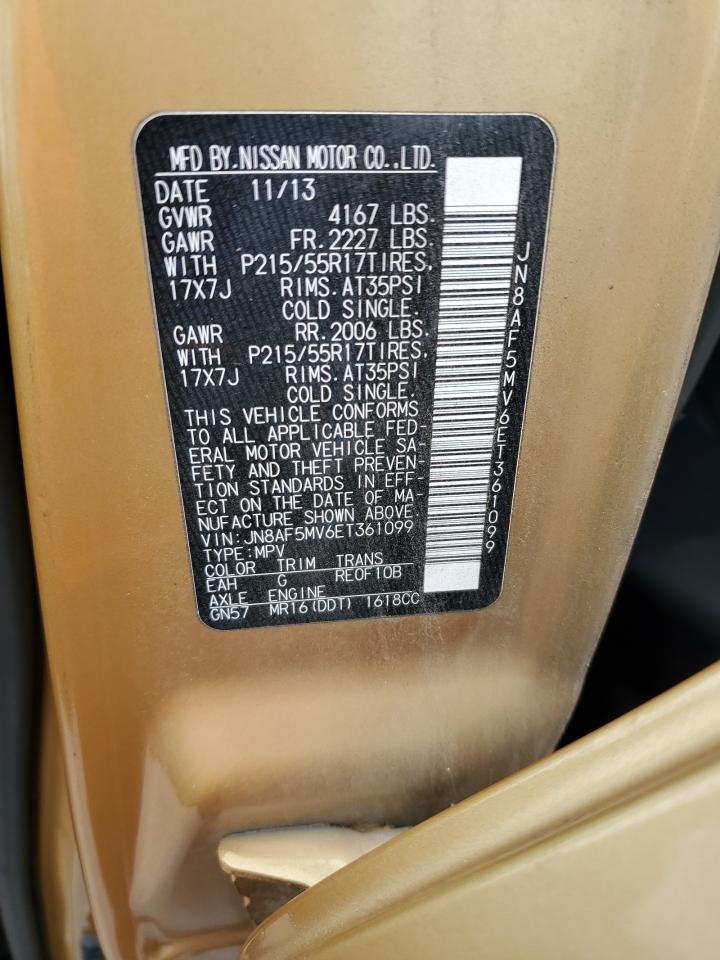 MFD BY.NISSAN MOTOR CO.,LTD.
DATE 11/13
GVWR 4167 LBS.
GAWR FR.2227 LBS.
WITH P215/55R17TIRES,
17X7J RIMS.AT35PSI
COLD SINGLE.
GAWR RR.2006 LBS.
WITH P215/55R17TIRES,
17X7J RIMS.AT35PSI
COLD SINGLE.
THIS VEHICLE CONFORMS
TO ALL APPLICABLE FED-
ERAL MOTOR VEHICLE SA-
FETY AND THEFT PREVEN-
TION STANDARDS IN EFF-
ECT ON THE DATE OF MA-
NUFACTURE SHOWN ABOVE.
VIN:JN8AF5MV6ET361099
TYPE:MPV
COLOR TRIM TRANS
EAH G RE0F10B
AXLE ENGINE
GN57 MR16(DDT) 1618CC
JN8AF5MV6ET361099